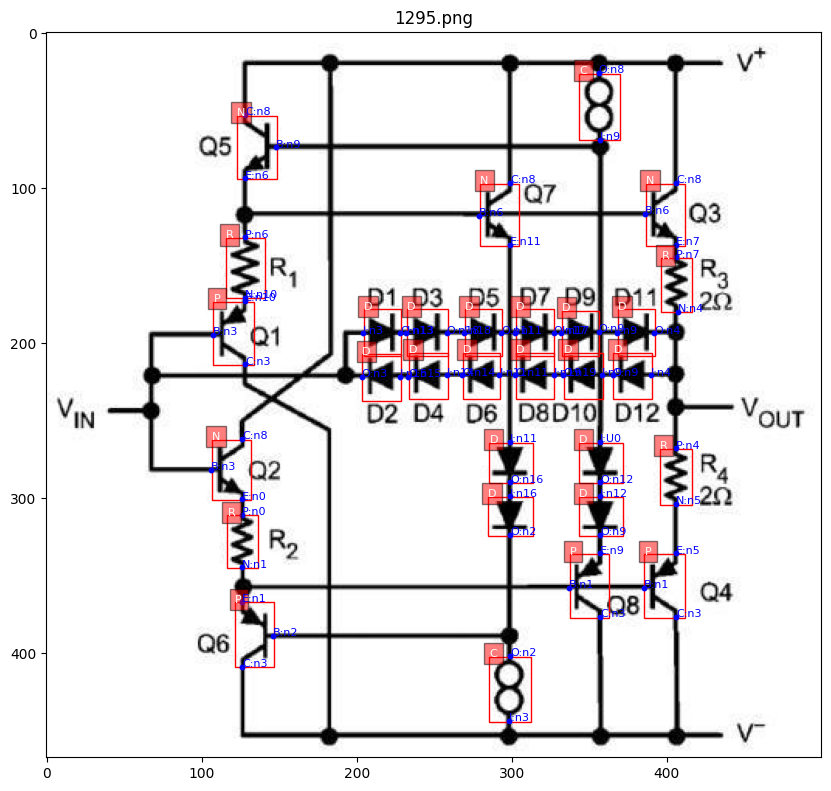 1295.png
0
100
200
300
400
0 100 200 300 400
V+
V−
VIN
VOUT
Q5
Q7
Q3
R1
R3
2Ω
Q1
D1 D3 D5 D7 D9 D11
D2 D4 D6 D8 D10 D12
Q2
R4
2Ω
R2
Q8
Q4
Q6
C
O:n8
I:n9
N
C:n8
B:n9
E:n6
N
C:n8
B:n6
E:n11
N
C:n8
B:n6
E:n7
R
P:n6
N:n10
R
P:n7
N:n4
P
B:n3
C:n3
D
D
D
D
D
D
D
D
D
D
D
D
N
C:n8
B:n3
E:n0
D
I:n11
O:n16
D
I:U0
O:n12
R
P:n4
N:n5
D
I:n16
O:n2
D
I:n12
O:n9
R
P:n0
N:n1
P
E:n9
B:n1
C:n3
P
E:n5
B:n1
C:n3
P
E:n1
B:n2
C:n3
C
O:n2
I:n3